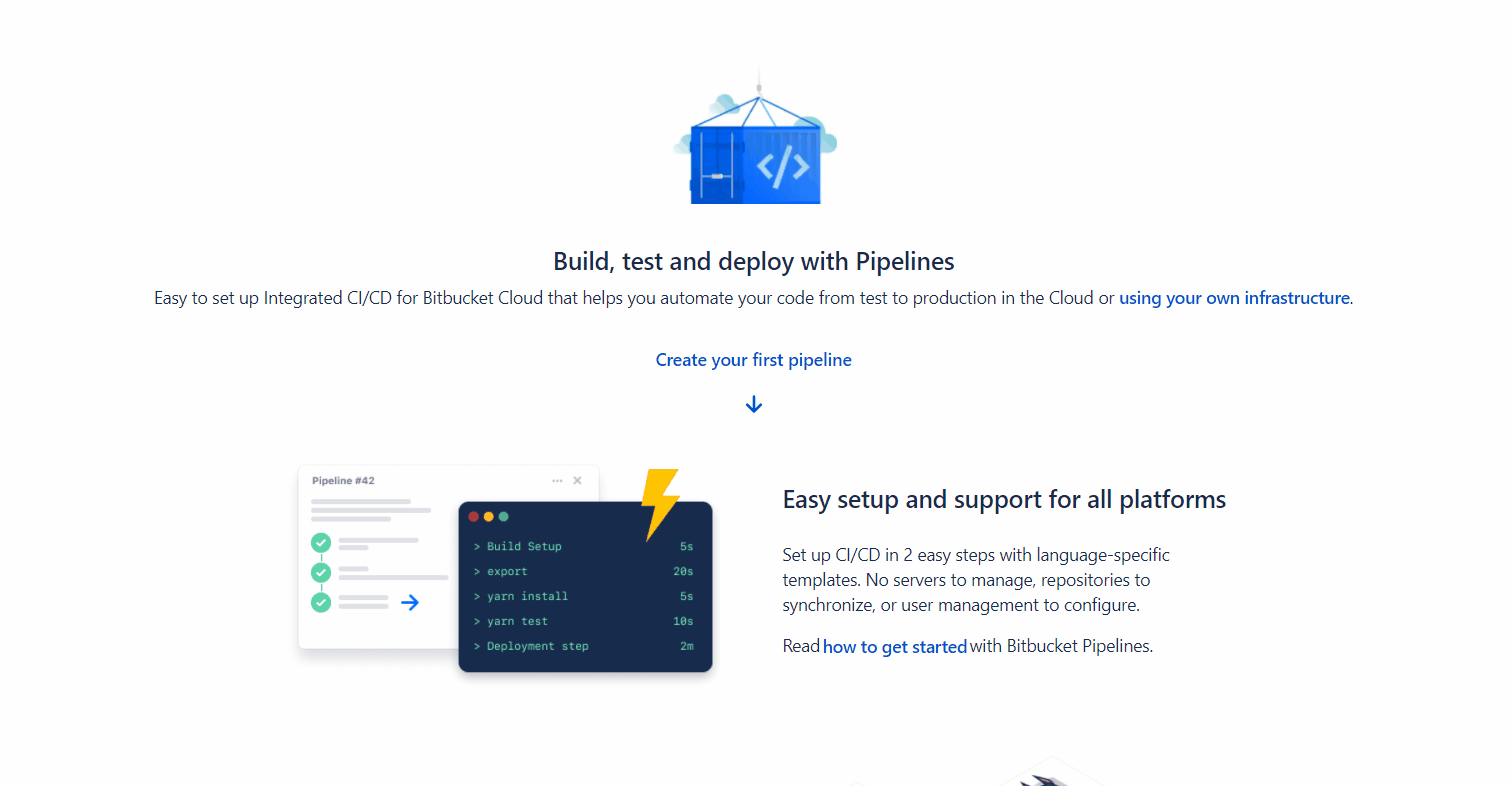 </>
Build, test and deploy with Pipelines
Easy to set up Integrated CI/CD for Bitbucket Cloud that helps you automate your code from test to production in the Cloud or using your own infrastructure.
Create your first pipeline
Pipeline #42
> Build Setup 5s
> export 20s
> yarn install 5s
> yarn test 10s
> Deployment step 2m
Easy setup and support for all platforms
Set up CI/CD in 2 easy steps with language-specific
templates. No servers to manage, repositories to
synchronize, or user management to configure.
Read how to get started with Bitbucket Pipelines.